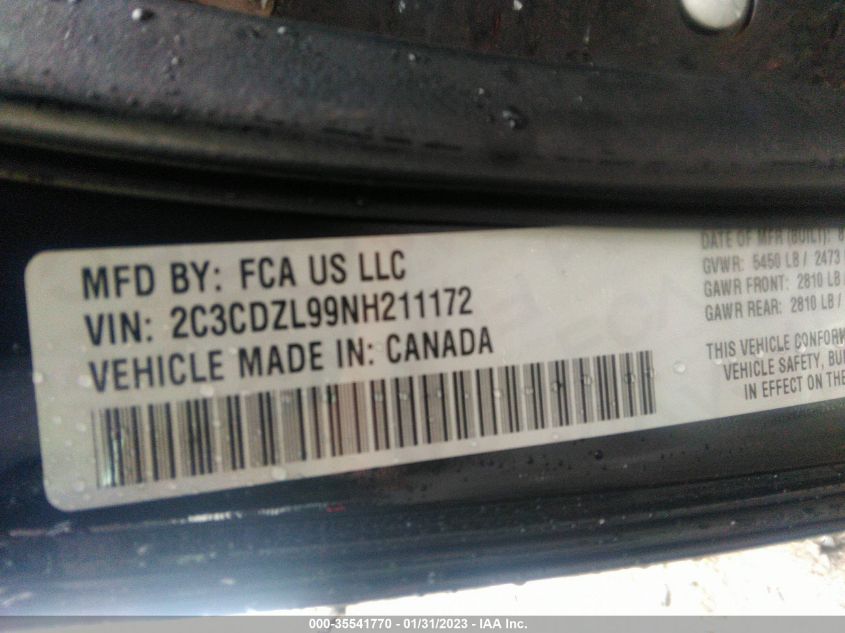 MFD BY: FCA US LLC
VIN: 2C3CDZL99NH211172
VEHICLE MADE IN: CANADA
DATE OF MFR (BUILT):
GVWR: 5450 LB / 2473
GAWR FRONT: 2810 LB /
GAWR REAR: 2810 LB /
THIS VEHICLE CONFORM
VEHICLE SAFETY, BU
IN EFFECT ON THE
000-35541770 - 01/31/2023 - IAA Inc.